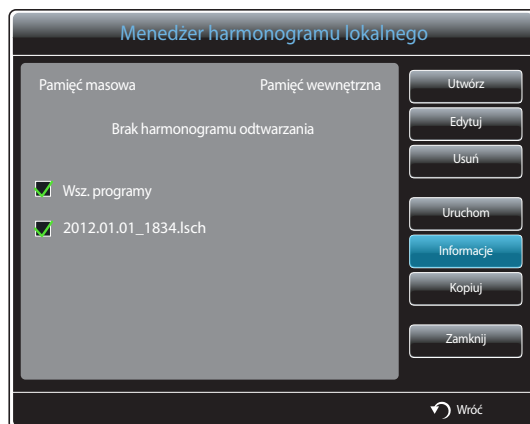 Menedżer harmonogramu lokalnego
Pamięć masowa Pamięć wewnętrzna
Brak harmonogramu odtwarzania
Wsz. programy
2012.01.01_1834.lsch
Utwórz
Edytuj
Usuń
Uruchom
Informacje
Kopiuj
Zamknij
Wróć